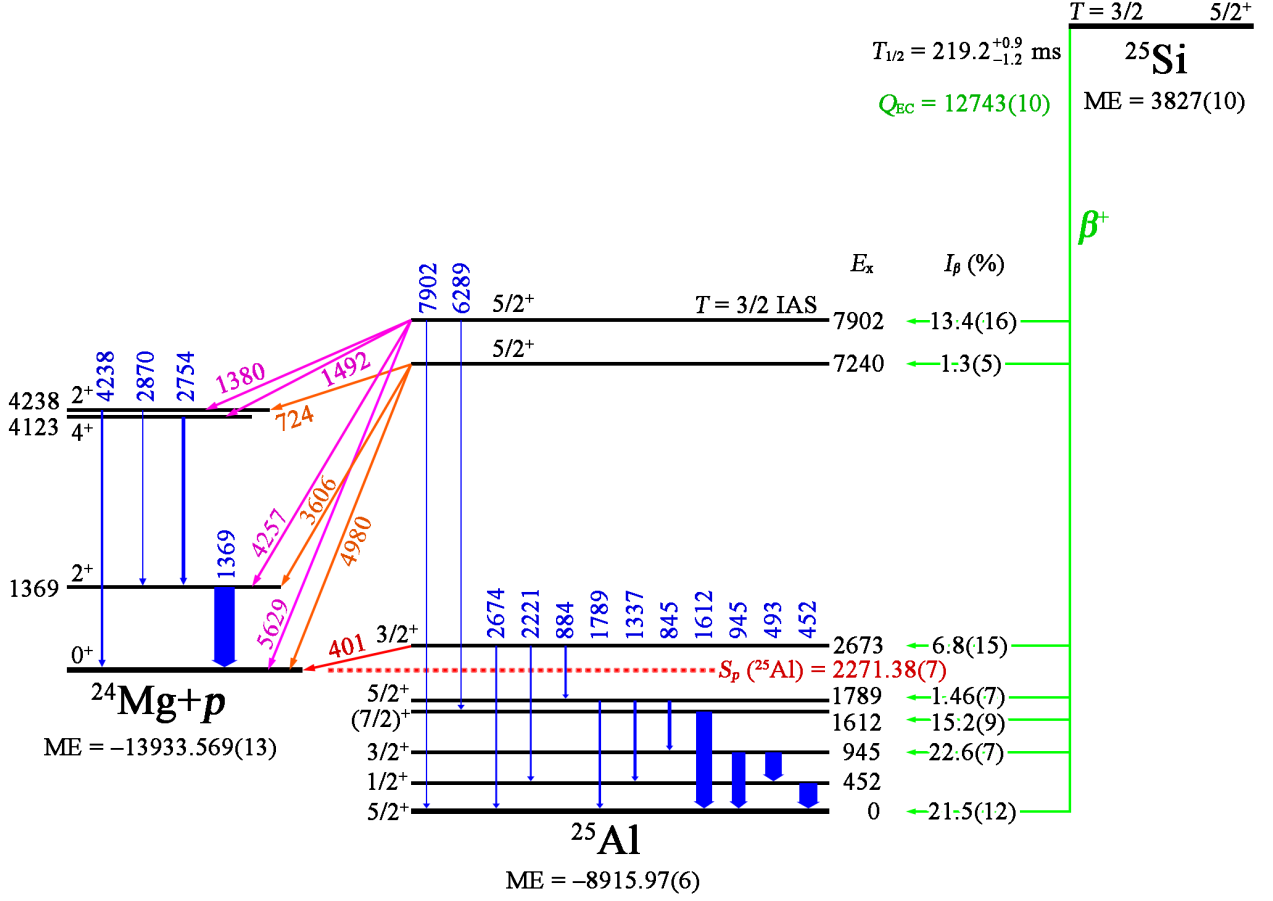 T = 3/2 5/2⁺
T₁/₂ = 219.2 +0.9 −1.2 ms
²⁵Si
Q_EC = 12743(10)
ME = 3827(10)
β⁺
Eₓ I_β (%)
7902 6289
5/2⁺ T = 3/2 IAS 7902 13.4(16)
5/2⁺ 7240 1.3(5)
4238 2870 2754
1380 1492
724
4238 2⁺
4123 4⁺
4257 3606 4980
5629
1369
1369 2⁺
2674 2221 884 1789 1337 845 1612 945 493 452
3/2⁺ 2673 6.8(15)
401
0⁺
S_p (²⁵Al) = 2271.38(7)
²⁴Mg+p
ME = –13933.569(13)
5/2⁺ 1789 1.46(7)
(7/2)⁺ 1612 15.2(9)
3/2⁺ 945 22.6(7)
1/2⁺ 452
5/2⁺ 0 21.5(12)
²⁵Al
ME = –8915.97(6)